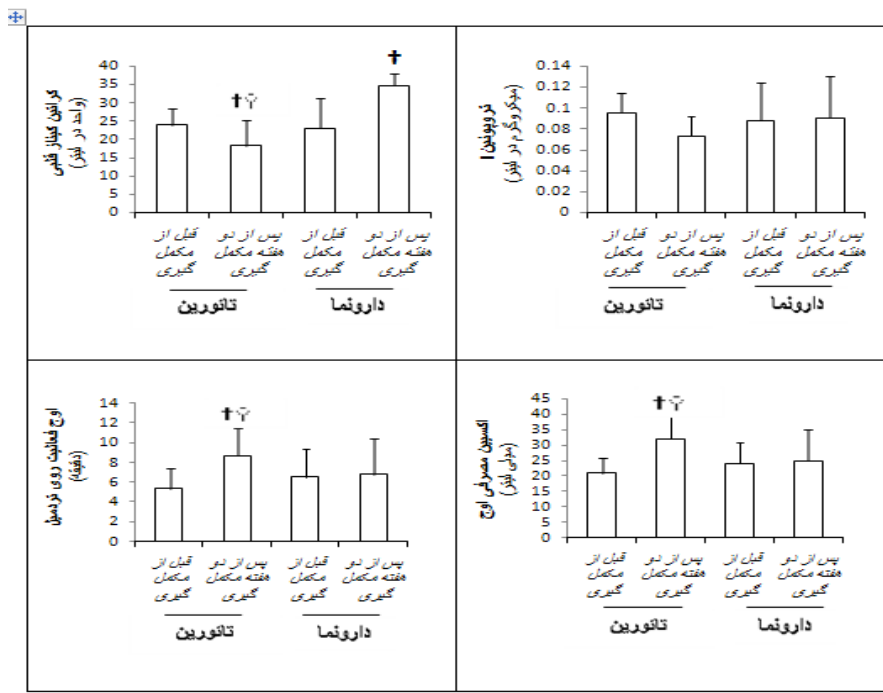 کراتین کیناز قلبی
(واحد در لیتر)
40
35
30
25
20
15
10
5
0
†
†
قبل از
مکمل
گیری
پس از دو
هفته مکمل
گیری
قبل از
مکمل
گیری
پس از دو
هفته مکمل
گیری
تائورین
دارونما
تروپونین I
(میکروگرم در لیتر)
0.14
0.12
0.1
0.08
0.06
0.04
0.02
0
قبل از
مکمل
گیری
پس از دو
هفته مکمل
گیری
قبل از
مکمل
گیری
پس از دو
هفته مکمل
گیری
تائورین
دارونما
اوج فعالیت روی تردمیل
(دقیقه)
14
12
10
8
6
4
2
0
†
قبل از
مکمل
گیری
پس از دو
هفته مکمل
گیری
قبل از
مکمل
گیری
پس از دو
هفته مکمل
گیری
تائورین
دارونما
اکسیژن مصرفی اوج
(میلی لیتر)
45
40
35
30
25
20
15
10
5
0
†
قبل از
مکمل
گیری
پس از دو
هفته مکمل
گیری
قبل از
مکمل
گیری
پس از دو
هفته مکمل
گیری
تائورین
دارونما